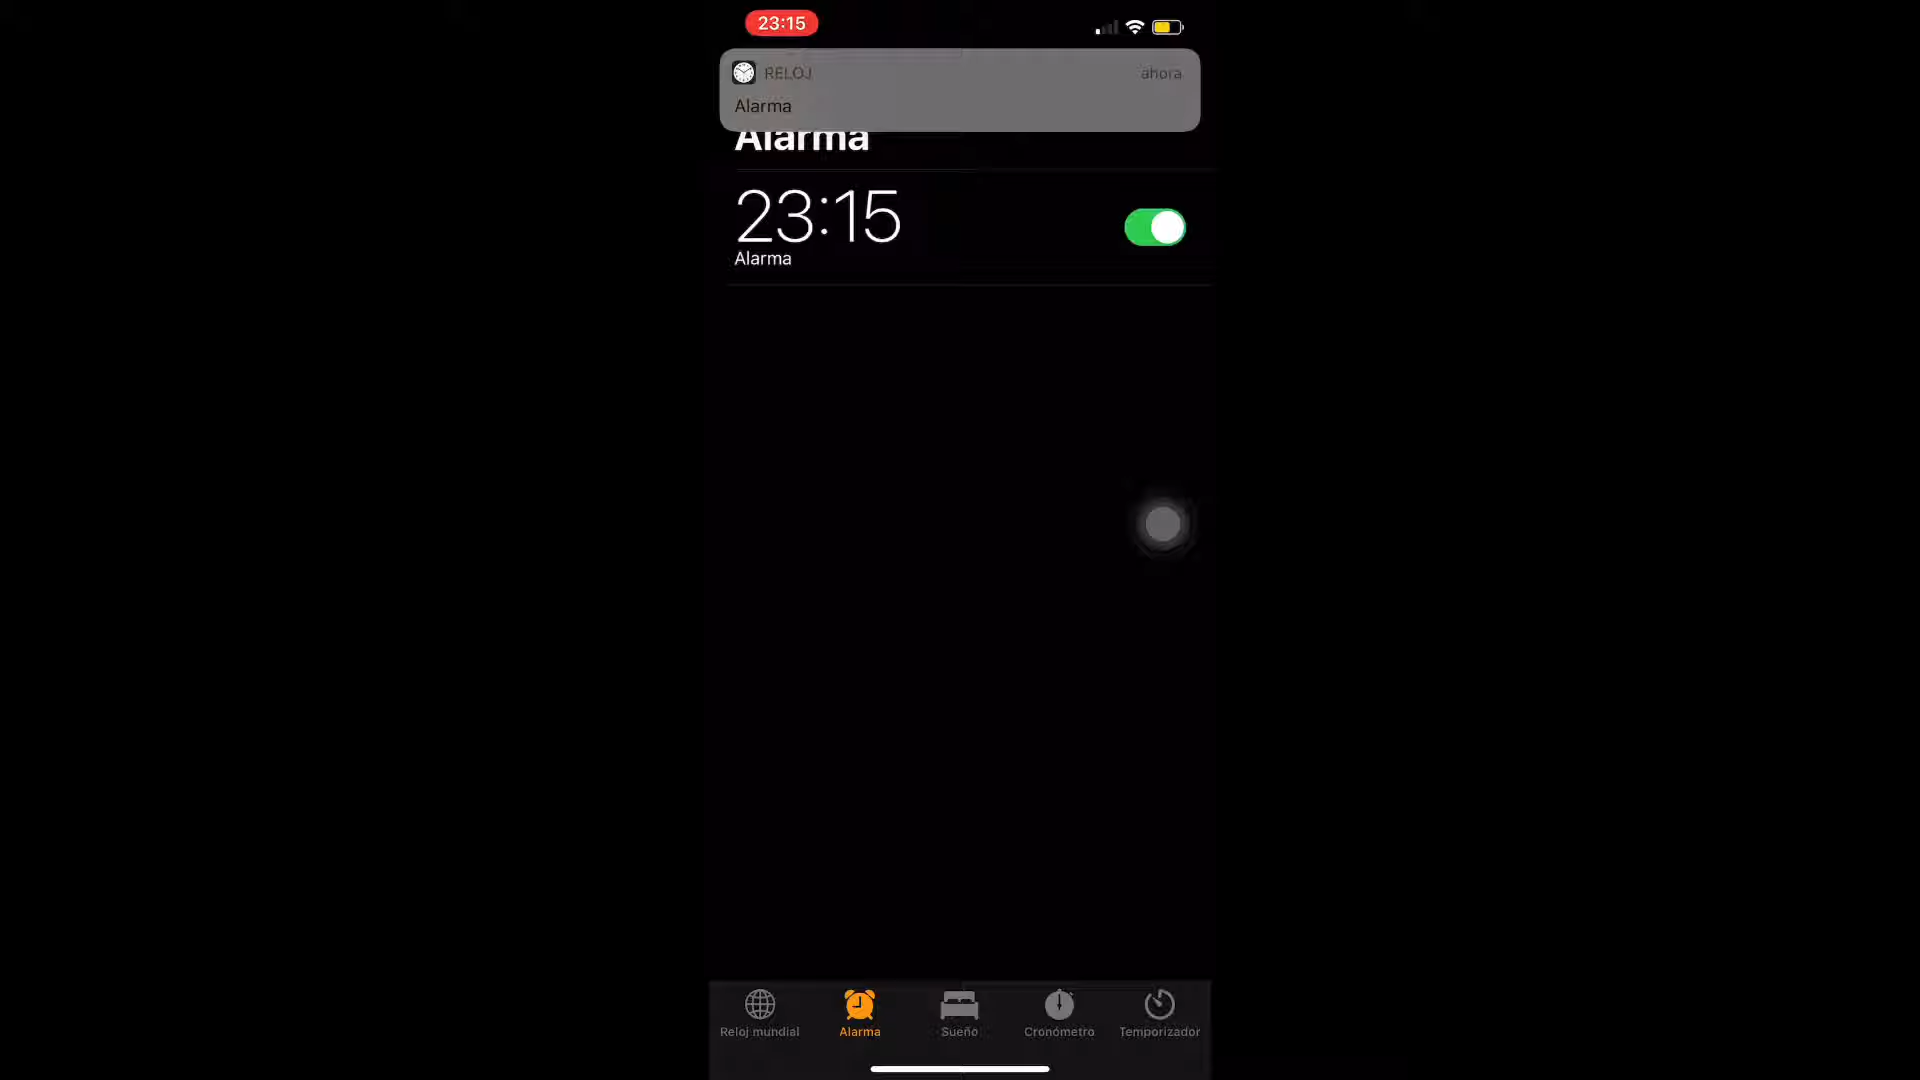 23:15
RELOJ
ahora
Alarma
Alarma
23:15
Alarma
Reloj mundial
Alarma
Sueño
Cronómetro
Temporizador